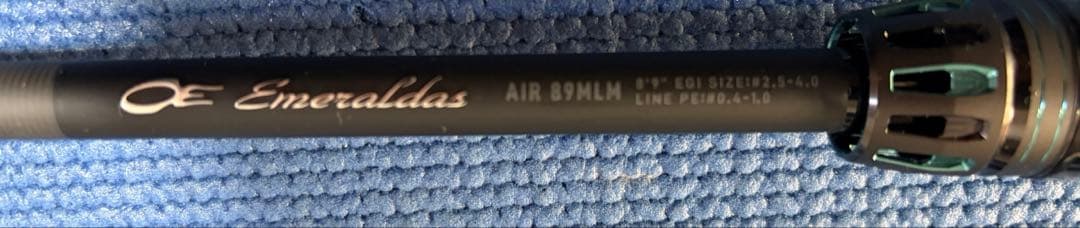 Emeraldas AIR 89MLM 8'9" EGI SIZE:#2.5-4.0
LINE PE:#0.4-1.0